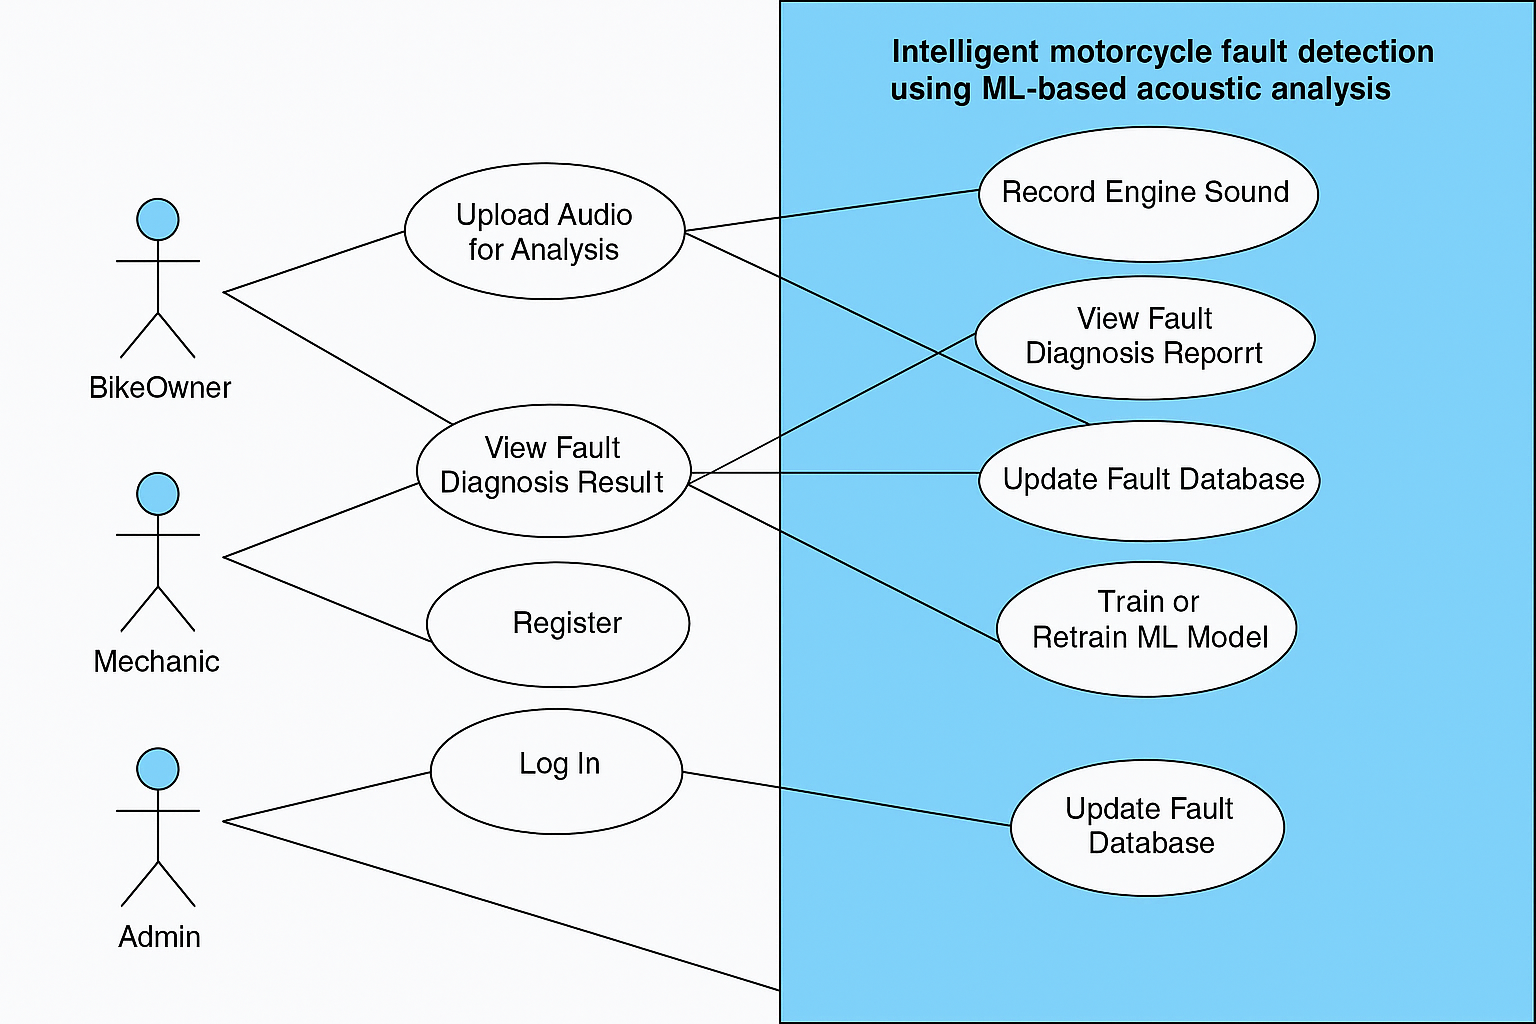 Intelligent motorcycle fault detection
using ML-based acoustic analysis
BikeOwner
Mechanic
Admin
Upload Audio
for Analysis
View Fault
Diagnosis Result
Register
Log In
Record Engine Sound
View Fault
Diagnosis Reporrt
Update Fault Database
Train or
Retrain ML Model
Update Fault
Database